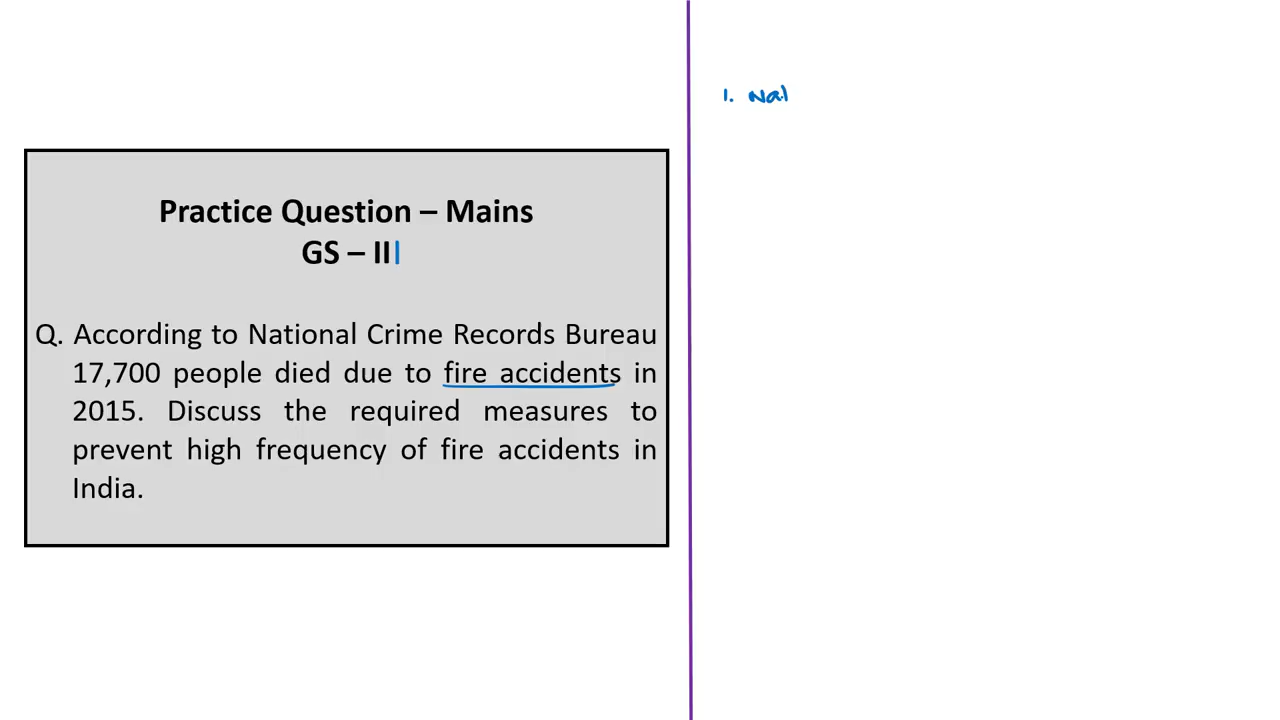 1. Nat
Practice Question – Mains
GS – III
Q. According to National Crime Records Bureau
17,700 people died due to fire accidents in
2015. Discuss the required measures to
prevent high frequency of fire accidents in
India.